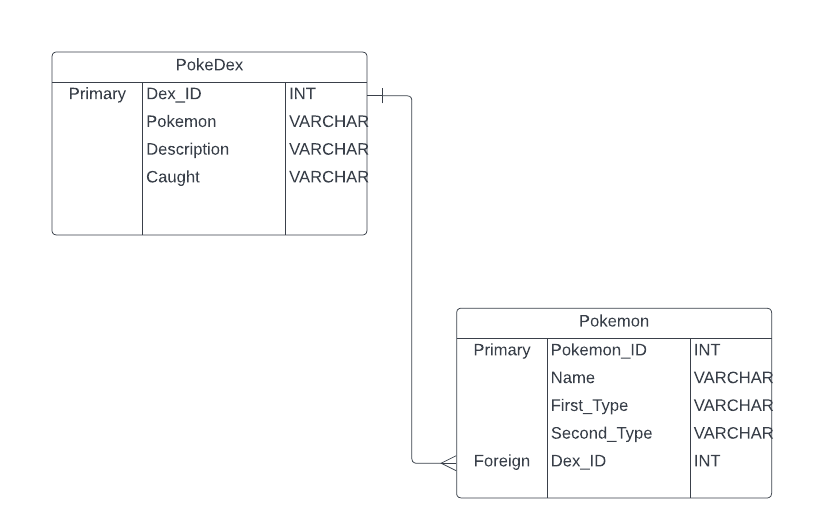 PokeDex
Primary Dex_ID INT
Pokemon VARCHAR
Description VARCHAR
Caught VARCHAR
Pokemon
Primary Pokemon_ID INT
Name VARCHAR
First_Type VARCHAR
Second_Type VARCHAR
Foreign Dex_ID INT